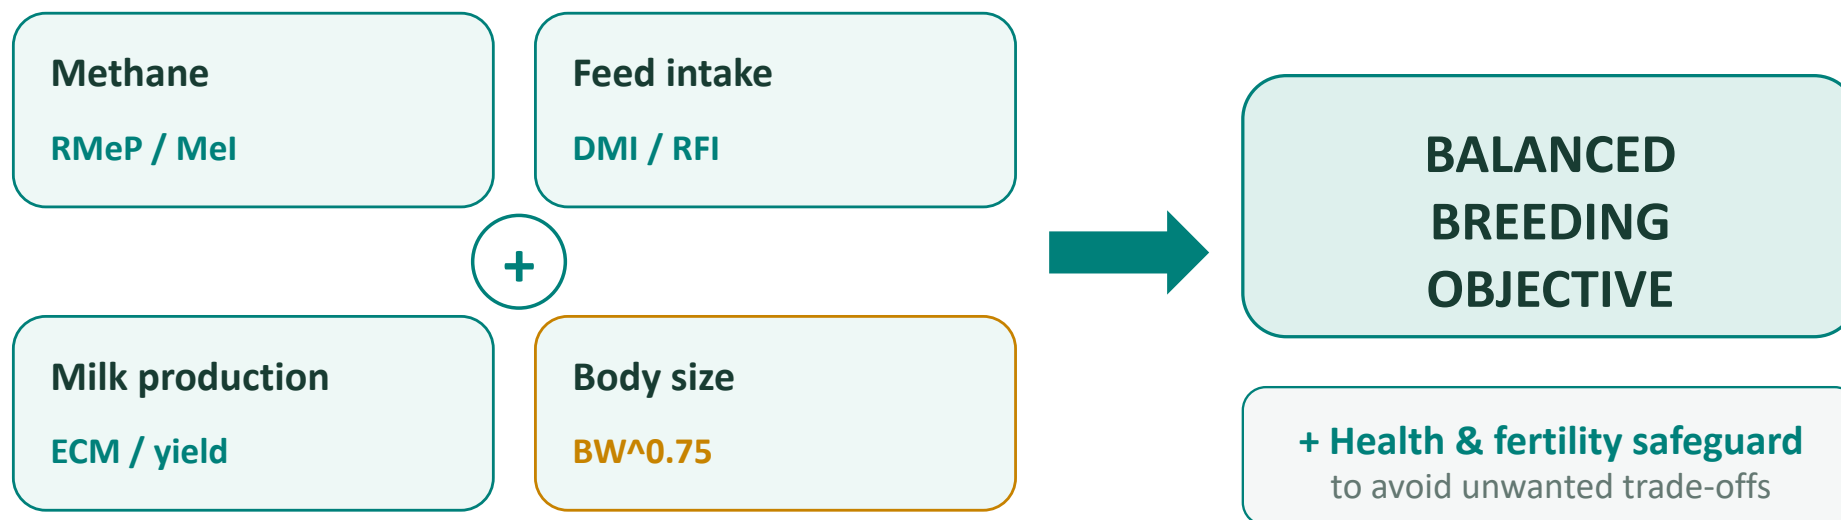 Methane
RMeP / MeI
Feed intake
DMI / RFI
+
Milk production
ECM / yield
Body size
BW^0.75
BALANCED
BREEDING
OBJECTIVE
+ Health & fertility safeguard
to avoid unwanted trade-offs